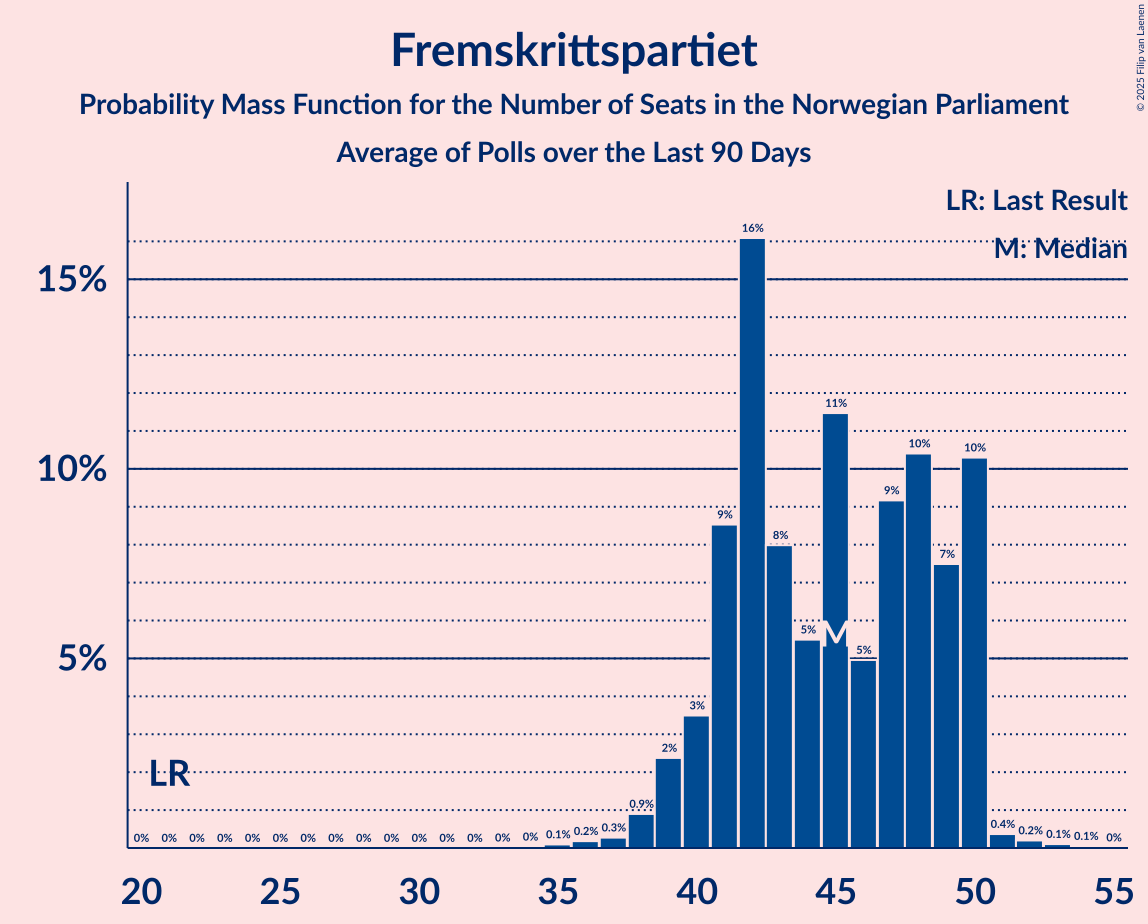 Fremskrittspartiet
Probability Mass Function for the Number of Seats in the Norwegian Parliament
Average of Polls over the Last 90 Days
© 2025 Filip van Laenen
LR: Last Result
M: Median
15%
10%
5%
16%
11%
10%
10%
9%
9%
8%
7%
5%
M
5%
3%
2%
LR
0.9%
0% 0% 0% 0% 0% 0% 0% 0% 0% 0% 0% 0% 0% 0% 0% 0.1% 0.2% 0.3% 0.4% 0.2% 0.1% 0.1% 0%
20 25 30 35 40 45 50 55